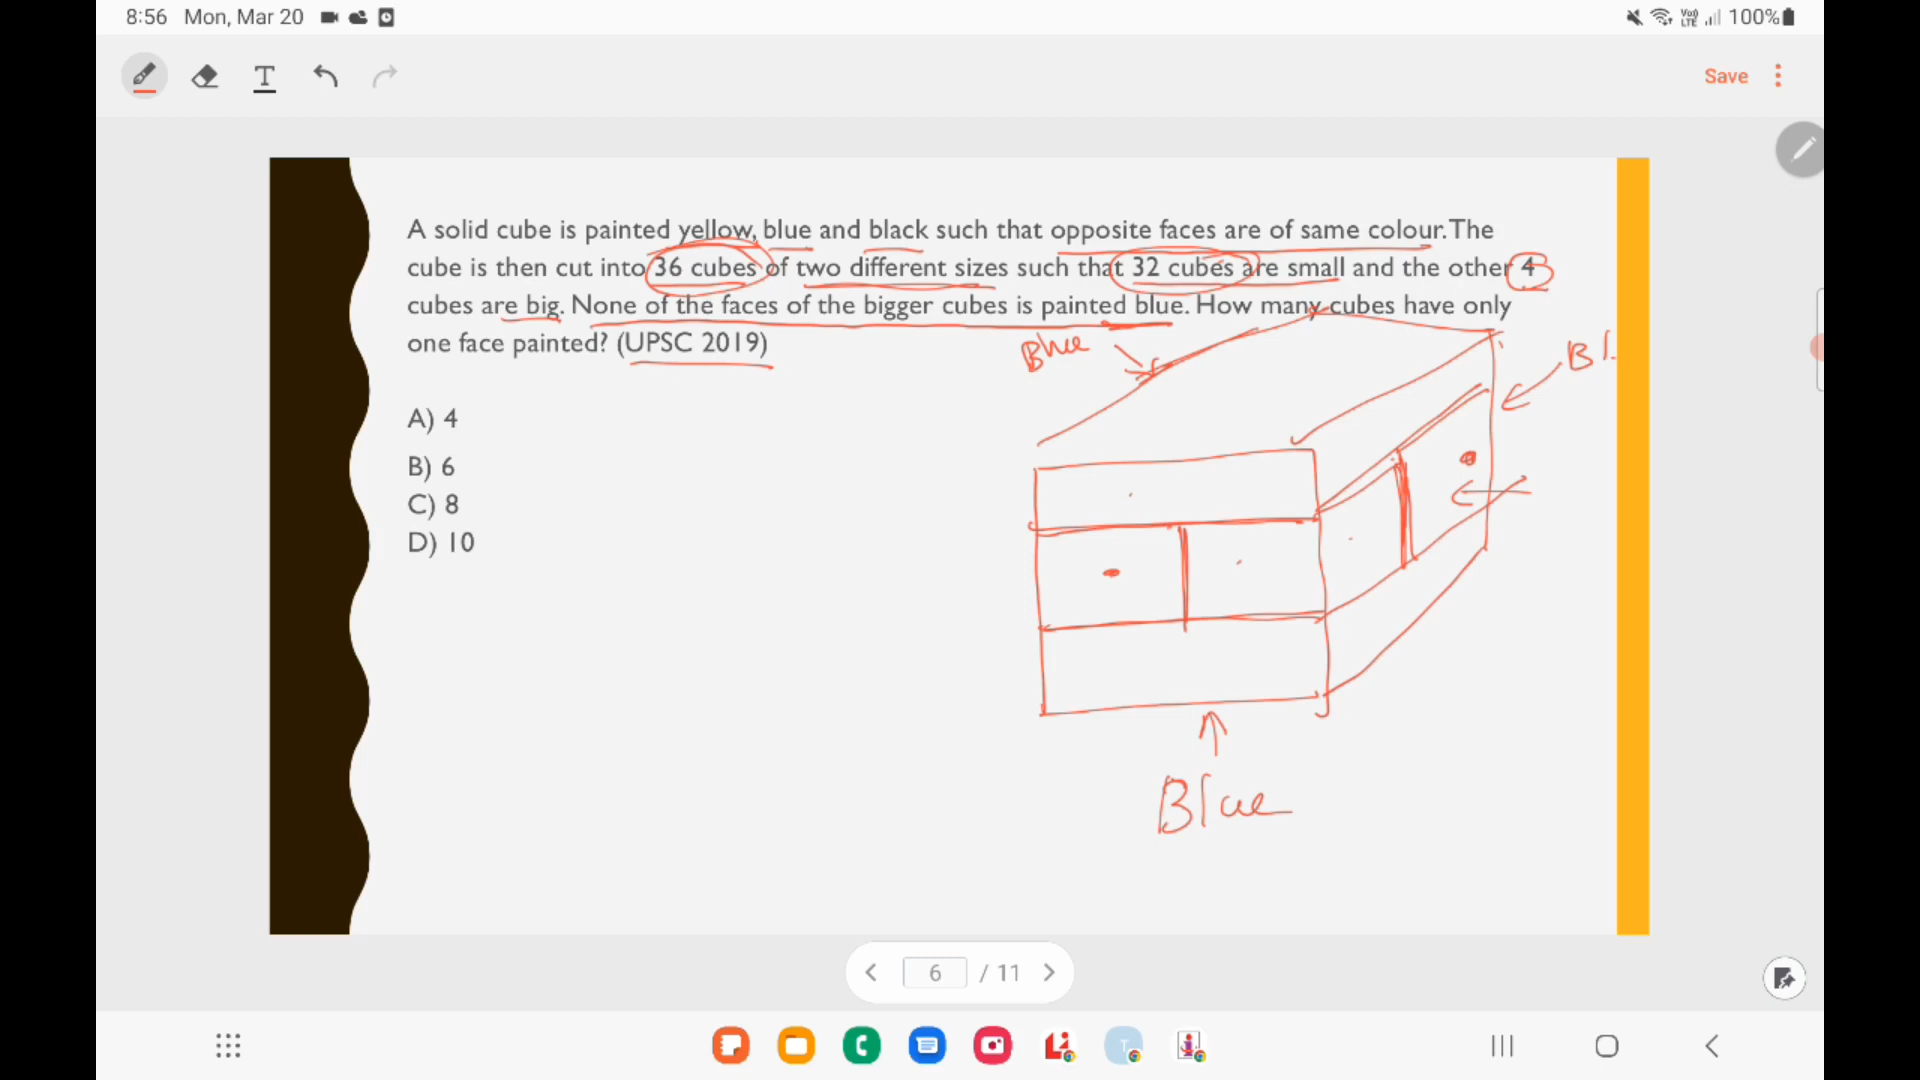 8:56 Mon, Mar 20
Vo) LTE 100%
T
Save
A solid cube is painted yellow, blue and black such that opposite faces are of same colour. The
cube is then cut into 36 cubes of two different sizes such that 32 cubes are small and the other 4
cubes are big. None of the faces of the bigger cubes is painted blue. How many cubes have only
one face painted? (UPSC 2019)
Blue
Bl.
A) 4
B) 6
C) 8
D) 10
Blue
6 / 11